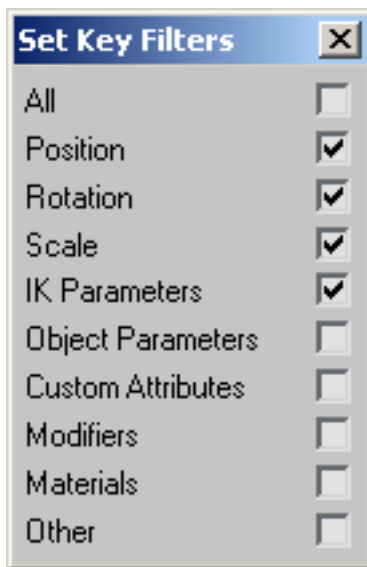 Set Key Filters
All
Position
Rotation
Scale
IK Parameters
Object Parameters
Custom Attributes
Modifiers
Materials
Other